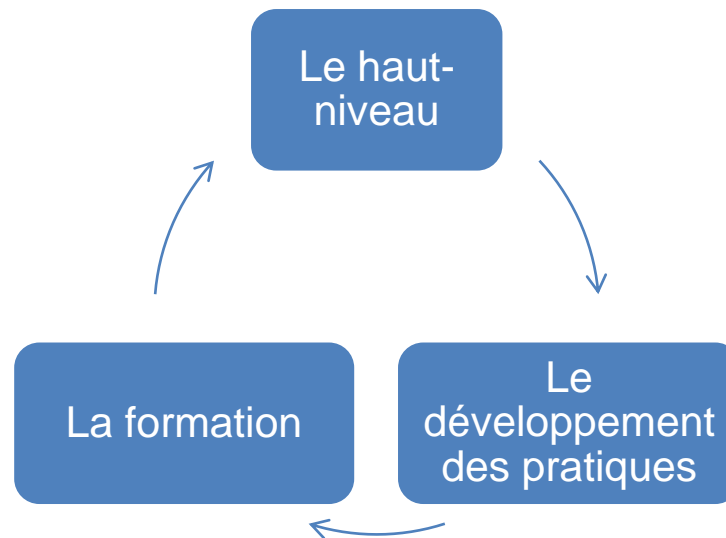 Le haut-
niveau
La formation
Le
développement
des pratiques